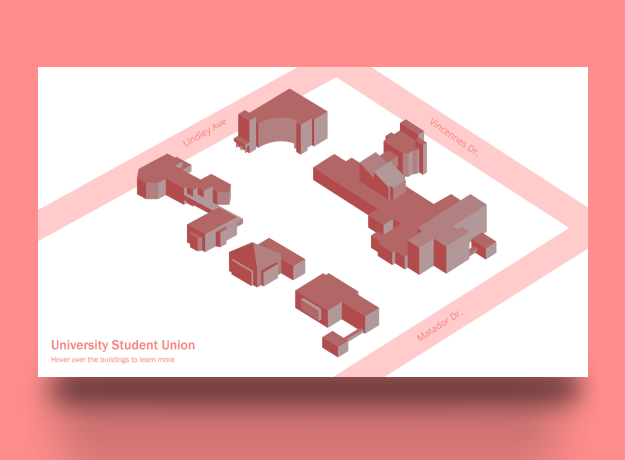 Lindley Ave
Vincennes Dr.
Matador Dr.
University Student Union
Hover over the buildings to learn more